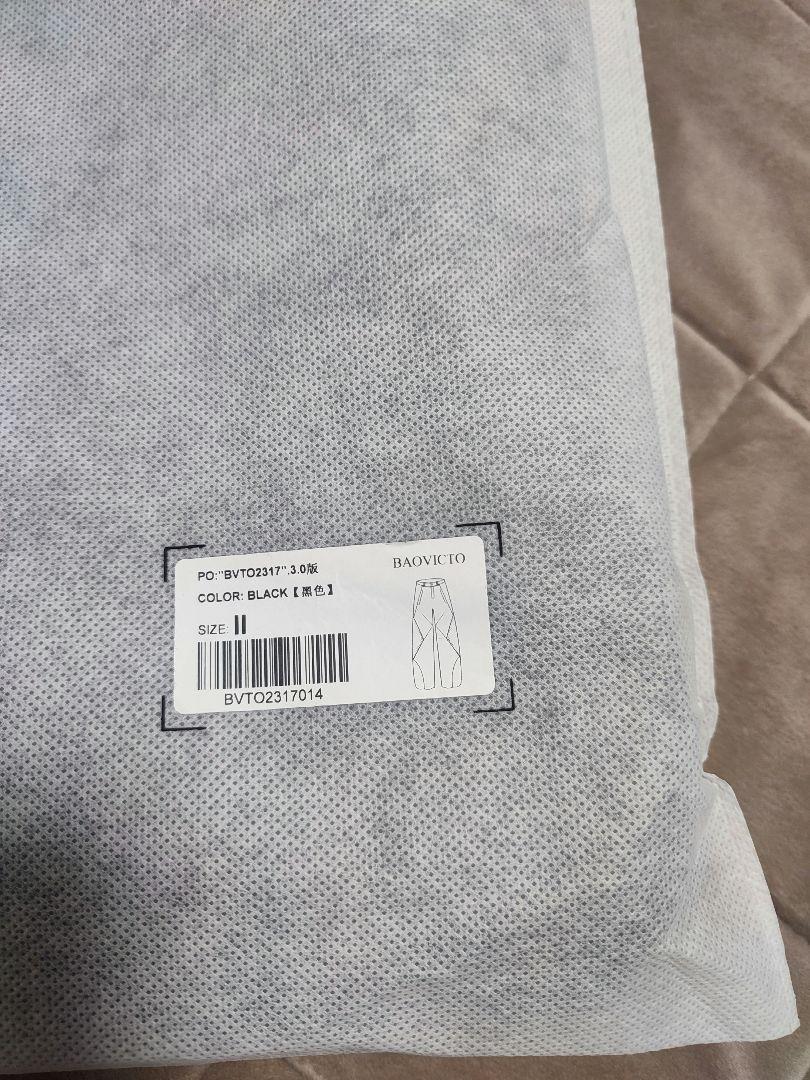 PO:"BVTO2317".3.0版
BAOVICTO
COLOR: BLACK【黑色】
SIZE: II
BVTO2317014